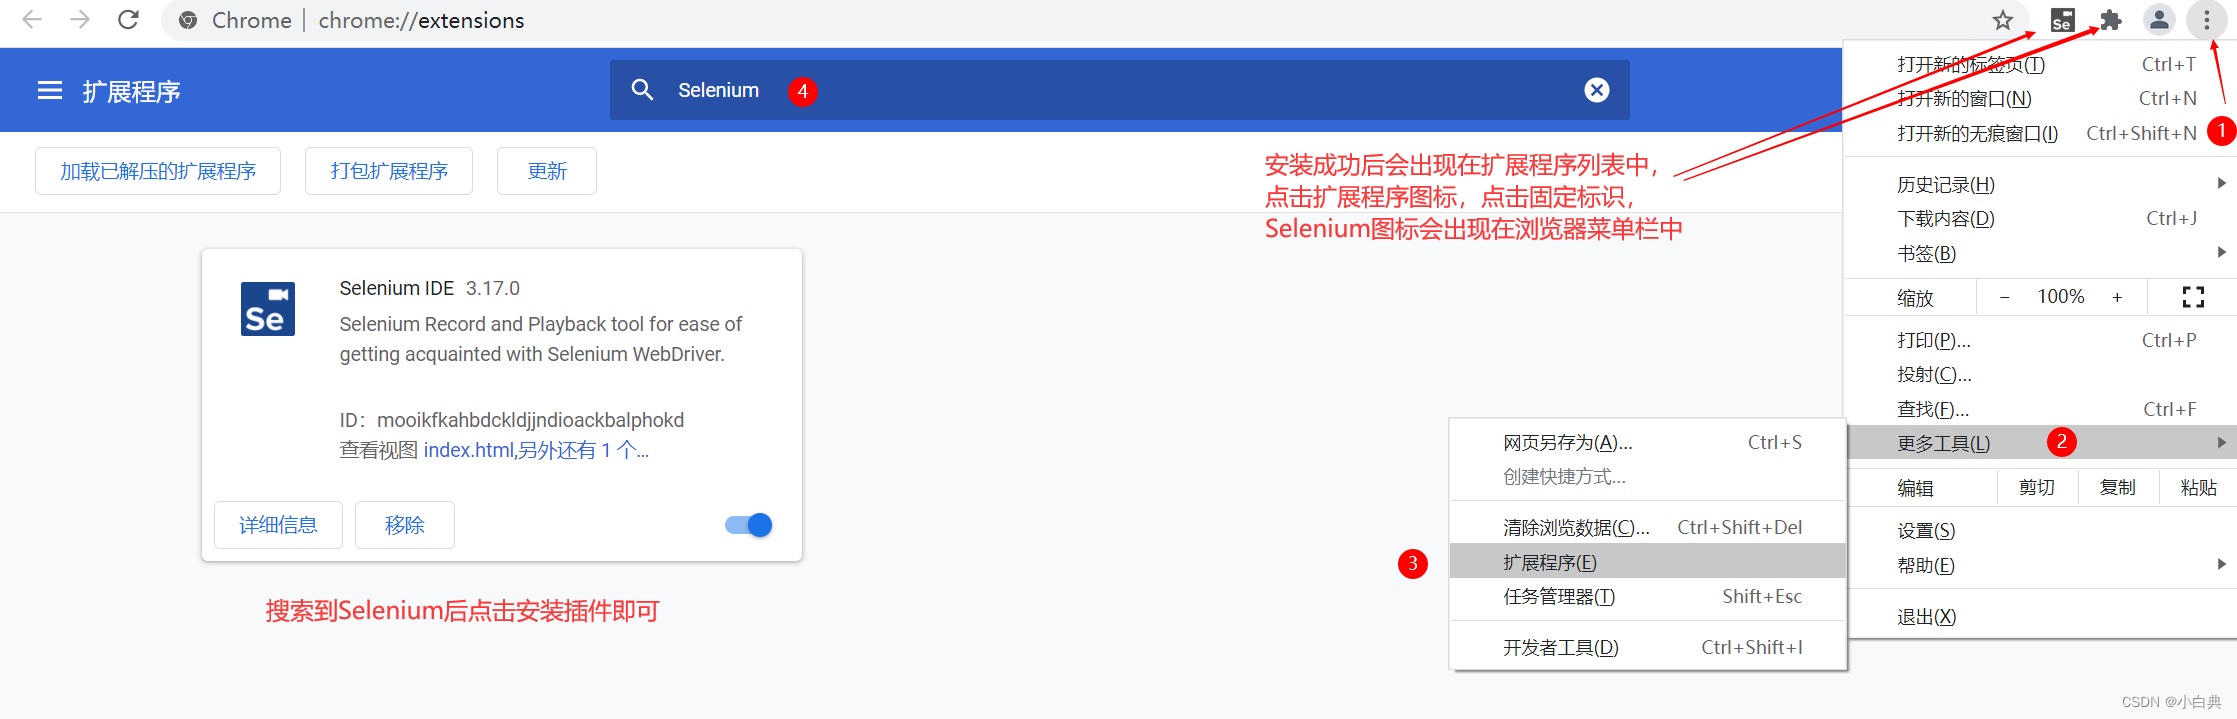 Chrome | chrome://extensions
Se
扩展程序
Selenium
4
加载已解压的扩展程序
打包扩展程序
更新
安装成功后会出现在扩展程序列表中，
点击扩展程序图标，点击固定标识，
Selenium图标会出现在浏览器菜单栏中
Se
Selenium IDE 3.17.0
Selenium Record and Playback tool for ease of
getting acquainted with Selenium WebDriver.
ID：mooikfkahbdckldjjndioackbalphokd
查看视图 index.html,另外还有 1 个...
详细信息
移除
搜索到Selenium后点击安装插件即可
打开新的标签页(T) Ctrl+T
打开新的窗口(N) Ctrl+N
打开新的无痕窗口(I) Ctrl+Shift+N
1
历史记录(H)
下载内容(D) Ctrl+J
书签(B)
缩放 − 100% +
打印(P)... Ctrl+P
投射(C)...
查找(F)... Ctrl+F
更多工具(L) 2
编辑 剪切 复制 粘贴
设置(S)
帮助(E)
退出(X)
网页另存为(A)... Ctrl+S
创建快捷方式...
清除浏览数据(C)... Ctrl+Shift+Del
3 扩展程序(E)
任务管理器(T) Shift+Esc
开发者工具(D) Ctrl+Shift+I
CSDN @小白典